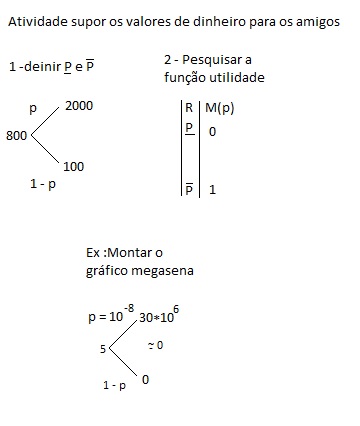 Atividade supor os valores de dinheiro para os amigos
1 -deinir P e P̅
p 2000
800
100
1 - p
2 - Pesquisar a
função utilidade
R M(p)
P 0
P̅ 1
Ex :Montar o
gráfico megasena
p = 10⁻⁸ 30*10⁶
5 ~ 0
1 - p 0